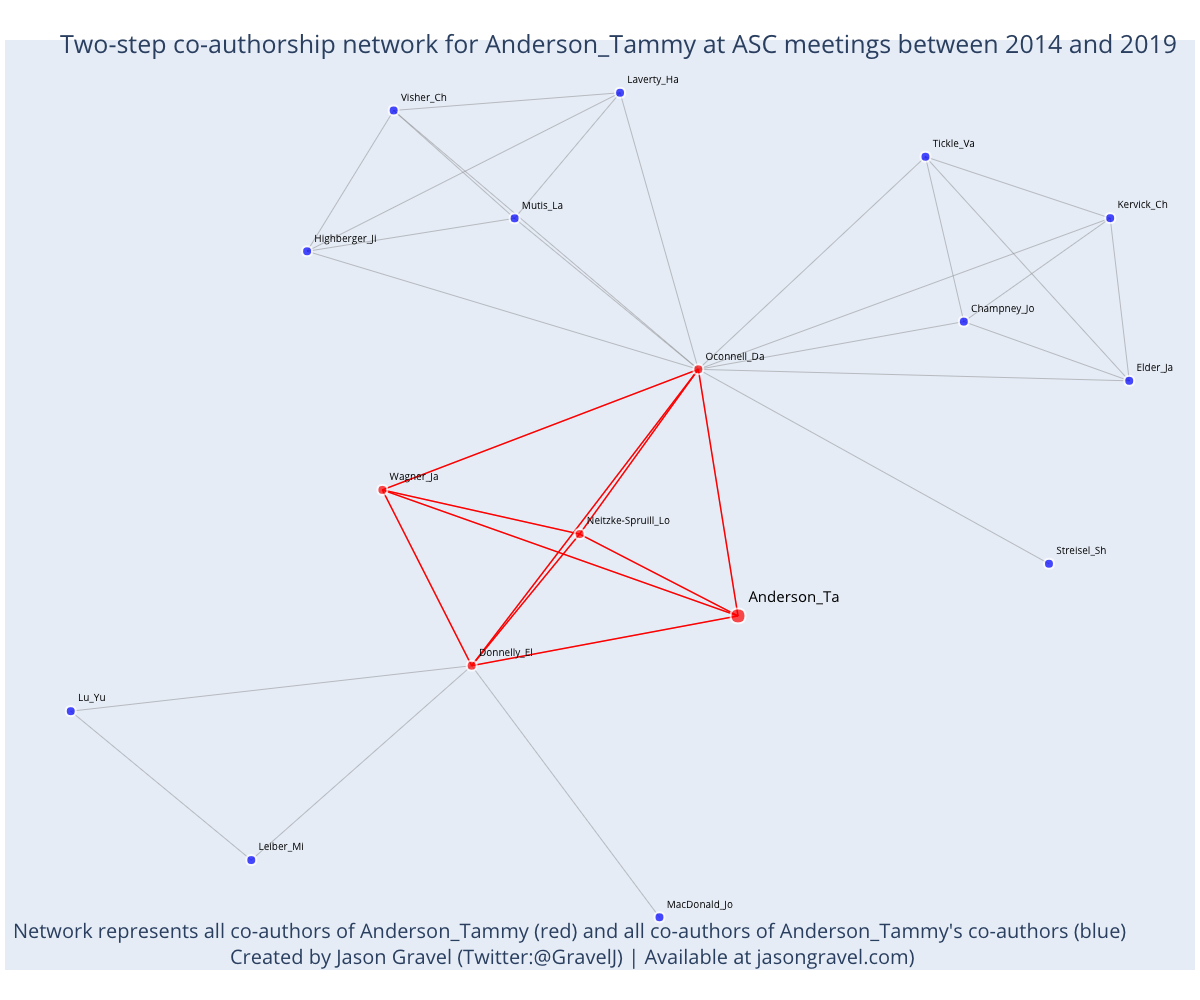 Two-step co-authorship network for Anderson_Tammy at ASC meetings between 2014 and 2019
Laverty_Ha
Visher_Ch
Tickle_Va
Kervick_Ch
Mutis_La
Highberger_Ji
Champney_Jo
Oconnell_Da
Elder_Ja
Wagner_Ja
Neitzke-Spruill_Lo
Streisel_Sh
Anderson_Ta
Donnelly_El
Lu_Yu
Leiber_Mi
MacDonald_Jo
Network represents all co-authors of Anderson_Tammy (red) and all co-authors of Anderson_Tammy's co-authors (blue)
Created by Jason Gravel (Twitter:@GravelJ) | Available at jasongravel.com)